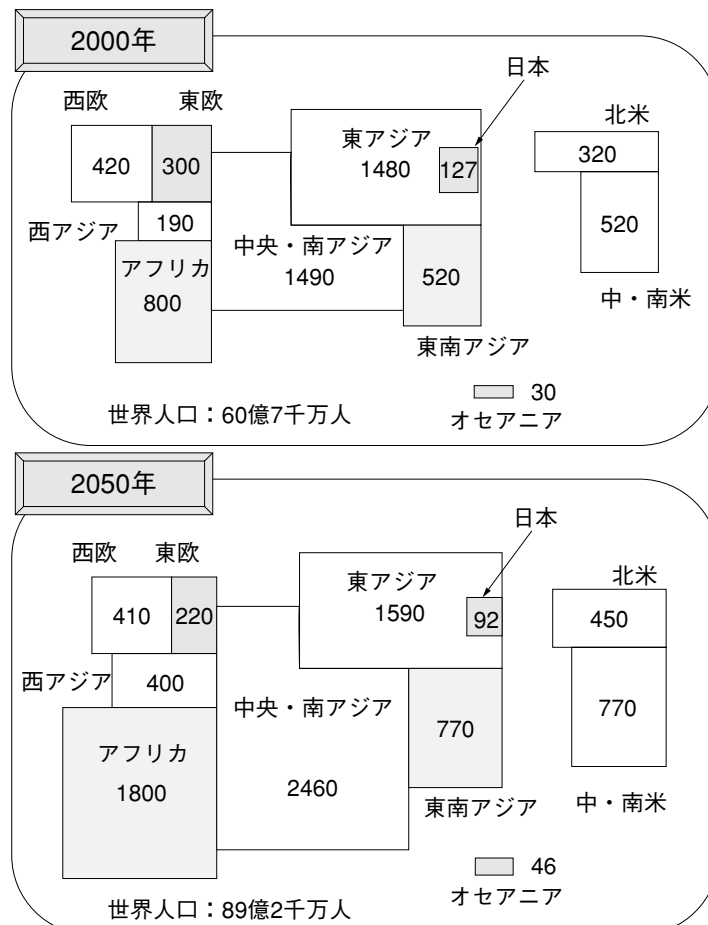 2000年
日本
西欧 東欧
北米
東アジア
420 300 1480 127 320
190
西アジア
中央・南アジア
520
アフリカ
1490 520
800
中・南米
東南アジア
30
世界人口：60億7千万人 オセアニア
2050年
日本
西欧 東欧
北米
東アジア
410 220 1590 92 450
西アジア 400
中央・南アジア
770 770
アフリカ
1800 2460
東南アジア 中・南米
46
オセアニア
世界人口：89億2千万人